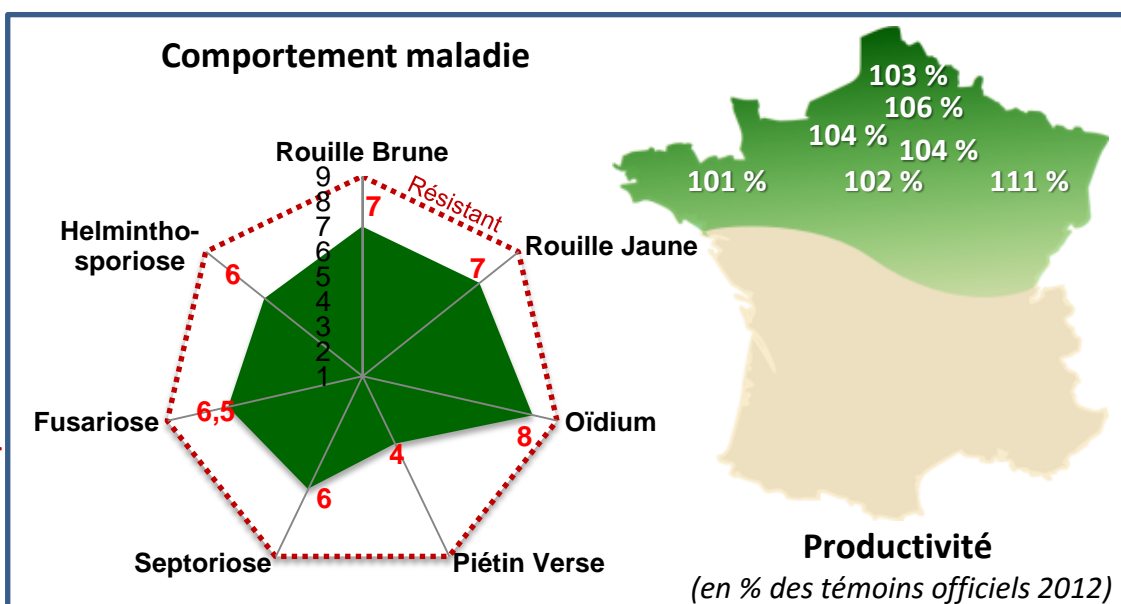 Comportement maladie
Rouille Brune
9
8
7
6
5
4
3
2
1
7
Résistant
Rouille Jaune
7
Oïdium
8
Piétin Verse
4
Septoriose
6
Fusariose
6,5
Helmintho-
sporiose
6
103 %
106 %
104 %
104 %
101 %
102 %
111 %
Productivité
(en % des témoins officiels 2012)